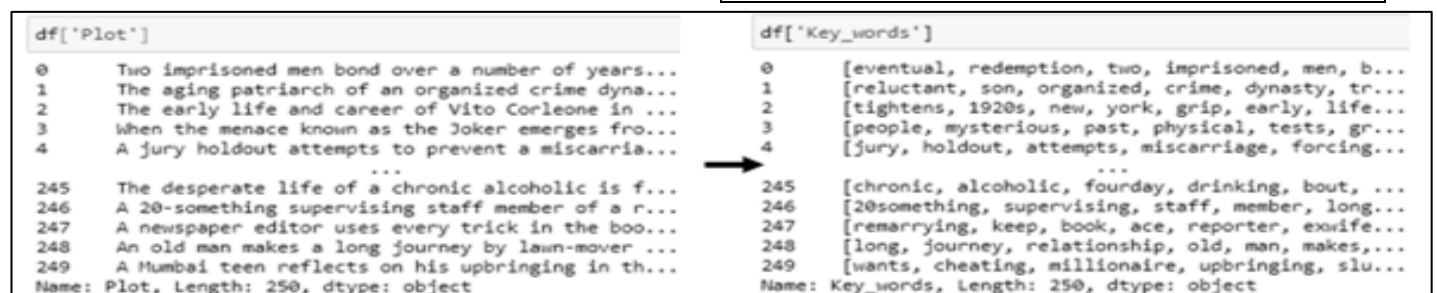 df['Plot']
0 Two imprisoned men bond over a number of years...
1 The aging patriarch of an organized crime dyna...
2 The early life and career of Vito Corleone in ...
3 When the menace known as the Joker emerges fro...
4 A jury holdout attempts to prevent a miscarria...
...
245 The desperate life of a chronic alcoholic is f...
246 A 20-something supervising staff member of a r...
247 A newspaper editor uses every trick in the boo...
248 An old man makes a long journey by lawn-mover ...
249 A Mumbai teen reflects on his upbringing in th...
Name: Plot, Length: 250, dtype: object
df['Key_words']
0 [eventual, redemption, two, imprisoned, men, b...
1 [reluctant, son, organized, crime, dynasty, tr...
2 [tightens, 1920s, new, york, grip, early, life...
3 [people, mysterious, past, physical, tests, gr...
4 [jury, holdout, attempts, miscarriage, forcing...
...
245 [chronic, alcoholic, fourday, drinking, bout, ...
246 [20something, supervising, staff, member, long...
247 [remarrying, keep, book, ace, reporter, exwife...
248 [long, journey, relationship, old, man, makes,...
249 [wants, cheating, millionaire, upbringing, slu...
Name: Key_words, Length: 250, dtype: object